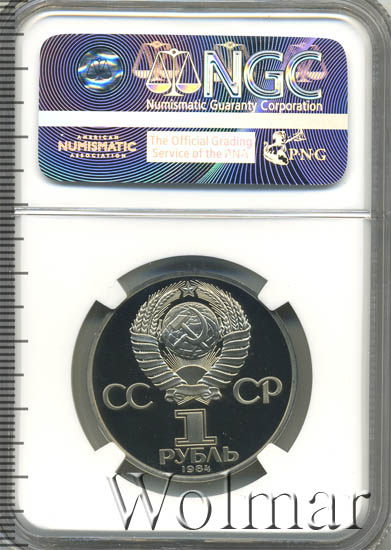 NGC
Numismatic Guaranty Corporation
AMERICAN
NUMISMATIC
ASSOCIATION
The Official Grading
Service of the PNG
PNG
СС СР
1
РУБЛЬ
1984
Wolmar